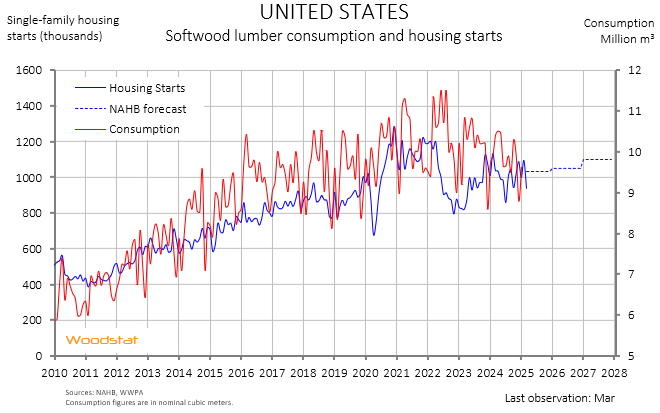 UNITED STATES
Softwood lumber consumption and housing starts
Single-family housing
starts (thousands)
Consumption
Million m³
1600
1400
1200
1000
800
600
400
200
0
12
11
10
9
8
7
6
5
Housing Starts
NAHB forecast
Consumption
Woodstat
2010 2011 2012 2013 2014 2015 2016 2017 2018 2019 2020 2021 2022 2023 2024 2025 2026 2027 2028
Sources: NAHB, WWPA
Consumption figures are in nominal cubic meters.
Last observation: Mar